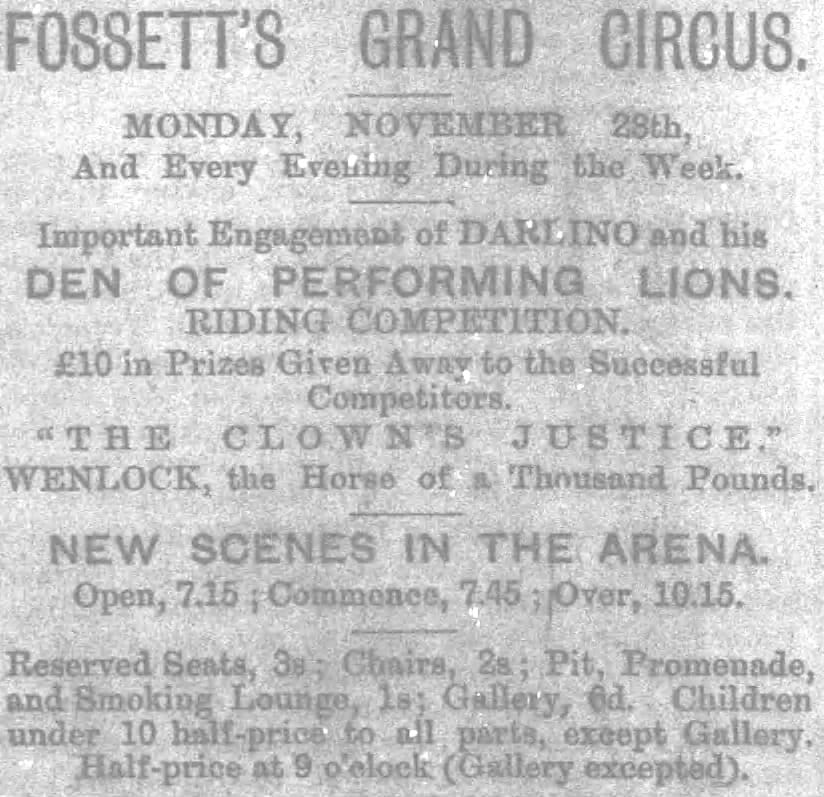 FOSSETT'S GRAND CIRCUS.
MONDAY, NOVEMBER 28th,
And Every Evening During the Week.
Important Engagement of DARLINO and his
DEN OF PERFORMING LIONS.
RIDING COMPETITION.
£10 in Prizes Given Away to the Successful
Competitors.
"THE CLOWN'S JUSTICE."
WENLOCK, the Horse of a Thousand Pounds.
NEW SCENES IN THE ARENA.
Open, 7.15 ; Commence, 7.45 ; Over, 10.15.
Reserved Seats, 3s ; Chairs, 2s ; Pit, Promenade,
and Smoking Lounge, 1s; Gallery, 6d. Children
under 10 half-price to all parts, except Gallery.
Half-price at 9 o'clock (Gallery excepted).